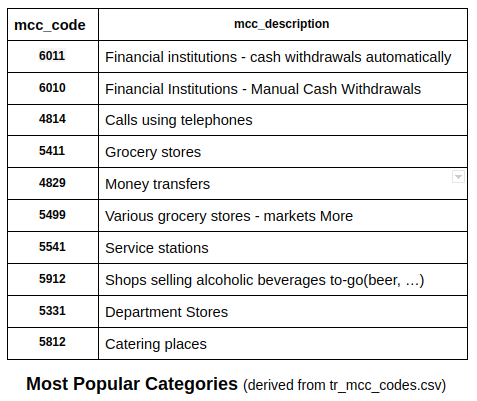 mcc_code mcc_description
6011 Financial institutions - cash withdrawals automatically
6010 Financial Institutions - Manual Cash Withdrawals
4814 Calls using telephones
5411 Grocery stores
4829 Money transfers
5499 Various grocery stores - markets More
5541 Service stations
5912 Shops selling alcoholic beverages to-go(beer, …)
5331 Department Stores
5812 Catering places
Most Popular Categories (derived from tr_mcc_codes.csv)